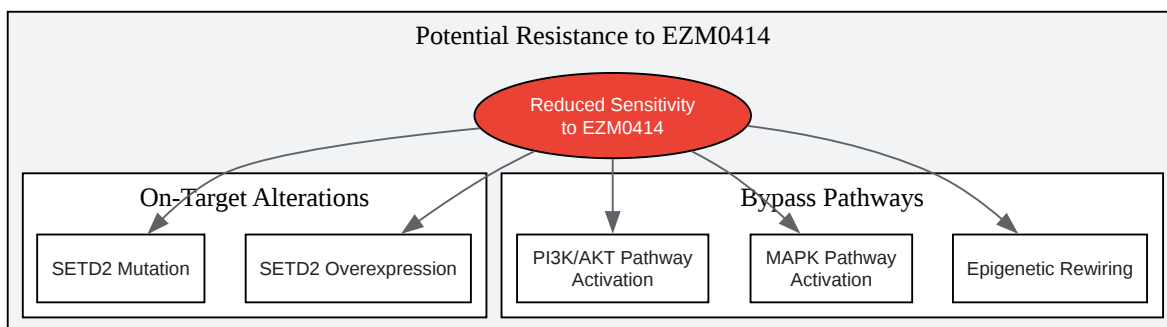 Potential Resistance to EZM0414
Reduced Sensitivity
to EZM0414
On-Target Alterations
Bypass Pathways
SETD2 Mutation
SETD2 Overexpression
PI3K/AKT Pathway
Activation
MAPK Pathway
Activation
Epigenetic Rewiring